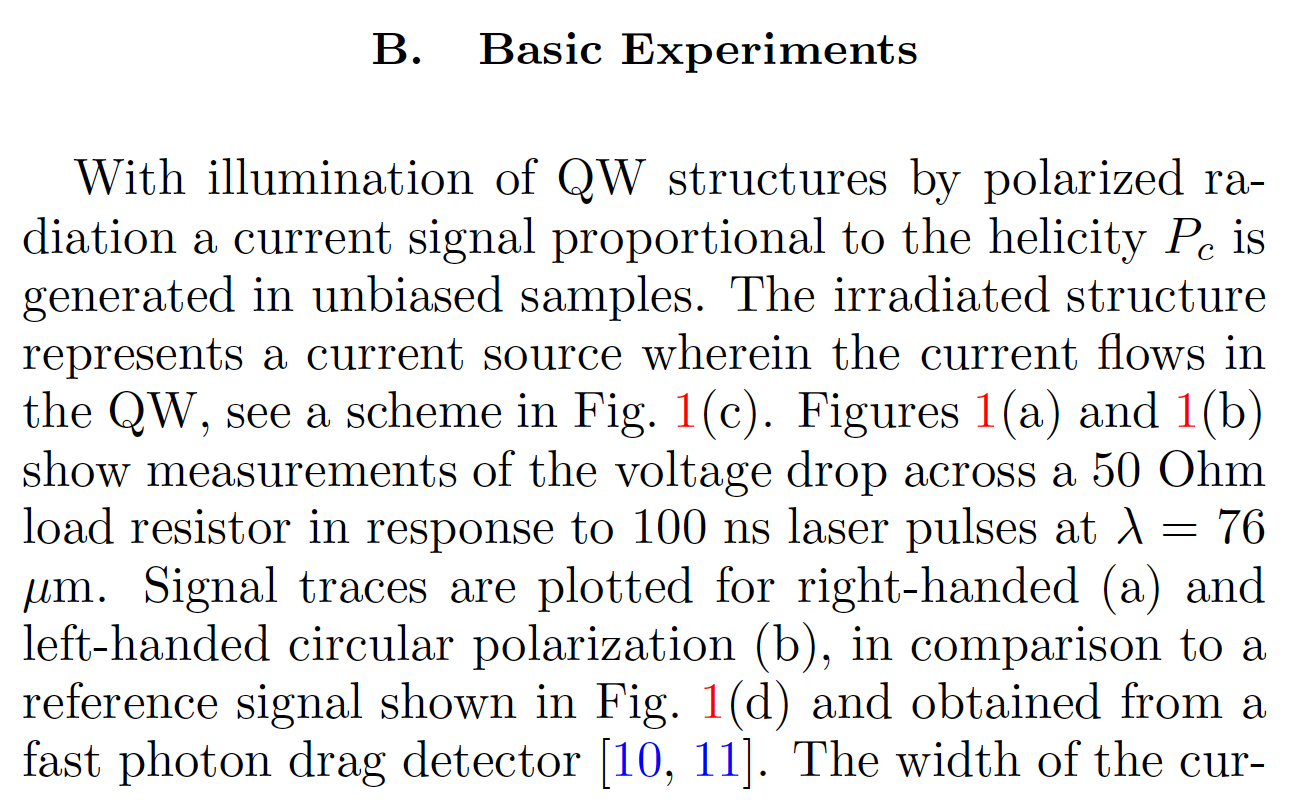 B. Basic Experiments
With illumination of QW structures by polarized ra-
diation a current signal proportional to the helicity P_c is
generated in unbiased samples. The irradiated structure
represents a current source wherein the current flows in
the QW, see a scheme in Fig. 1(c). Figures 1(a) and 1(b)
show measurements of the voltage drop across a 50 Ohm
load resistor in response to 100 ns laser pulses at λ = 76
μm. Signal traces are plotted for right-handed (a) and
left-handed circular polarization (b), in comparison to a
reference signal shown in Fig. 1(d) and obtained from a
fast photon drag detector [10, 11]. The width of the cur-